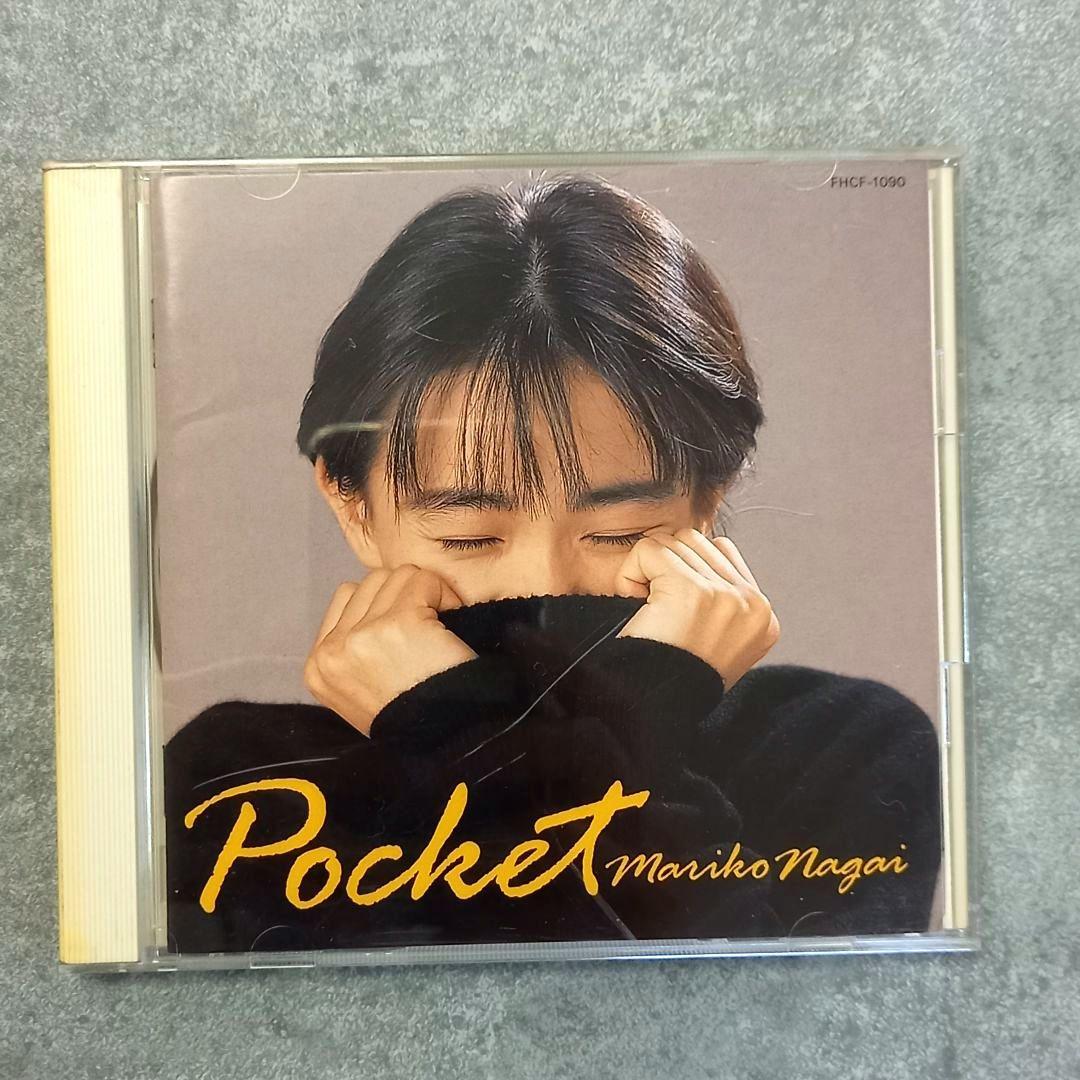 FHCF-1090
Pocket
Mariko Nagai